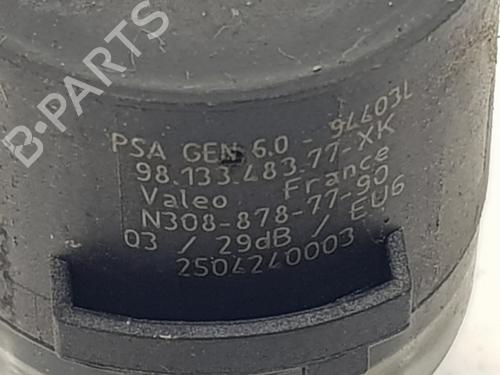 PSA GEN 6.0 - 94403L
98.133.483.77-XK
Valeo France
N308-878-77-90
03 / 29dB / EU6
2504240003
B-PARTS